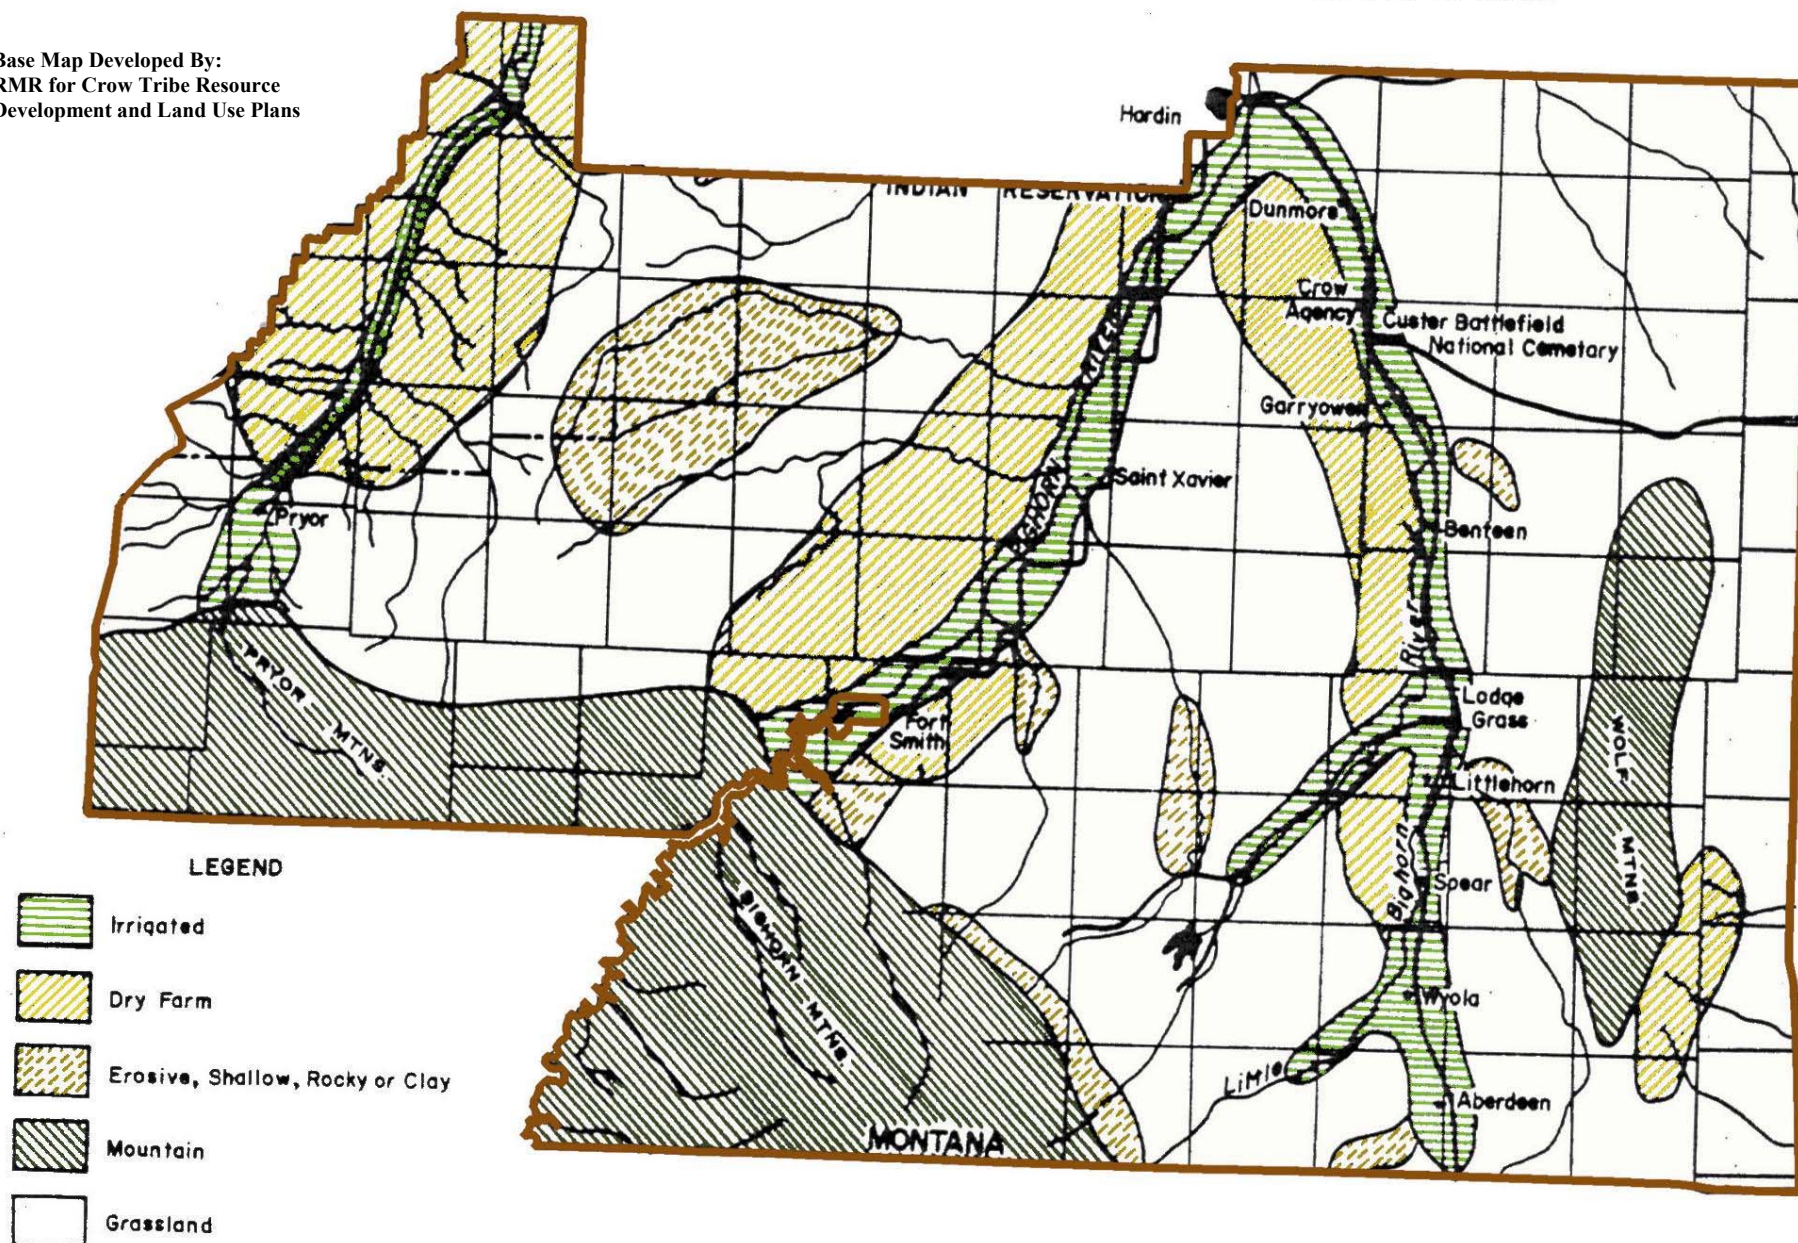 Base Map Developed By:
RMR for Crow Tribe Resource
Development and Land Use Plans
Hardin
INDIAN RESERVATION
Dunmore
Crow
Agency
Custer Battlefield
National Cemetary
Garryowen
Saint Xavier
BIGHORN
Benteen
Pryor
River
PRYOR MTNS.
Lodge
Grass
Fort
Smith
WOLF MTNS.
Littlehorn
Bighorn
Spear
BIGHORN MTNS.
Wyola
Little
Aberdeen
MONTANA
LEGEND
Irrigated
Dry Farm
Erosive, Shallow, Rocky or Clay
Mountain
Grassland